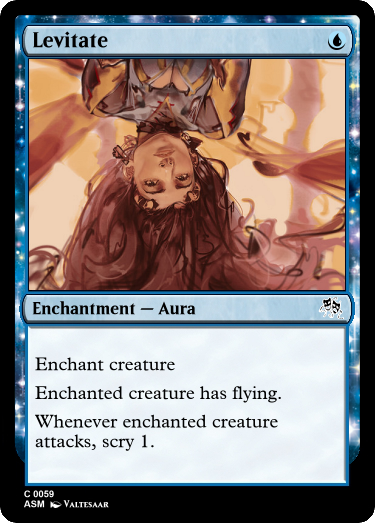 Levitate
Enchantment — Aura
Enchant creature
Enchanted creature has flying.
Whenever enchanted creature
attacks, scry 1.
C 0059
ASM VALTESAAR